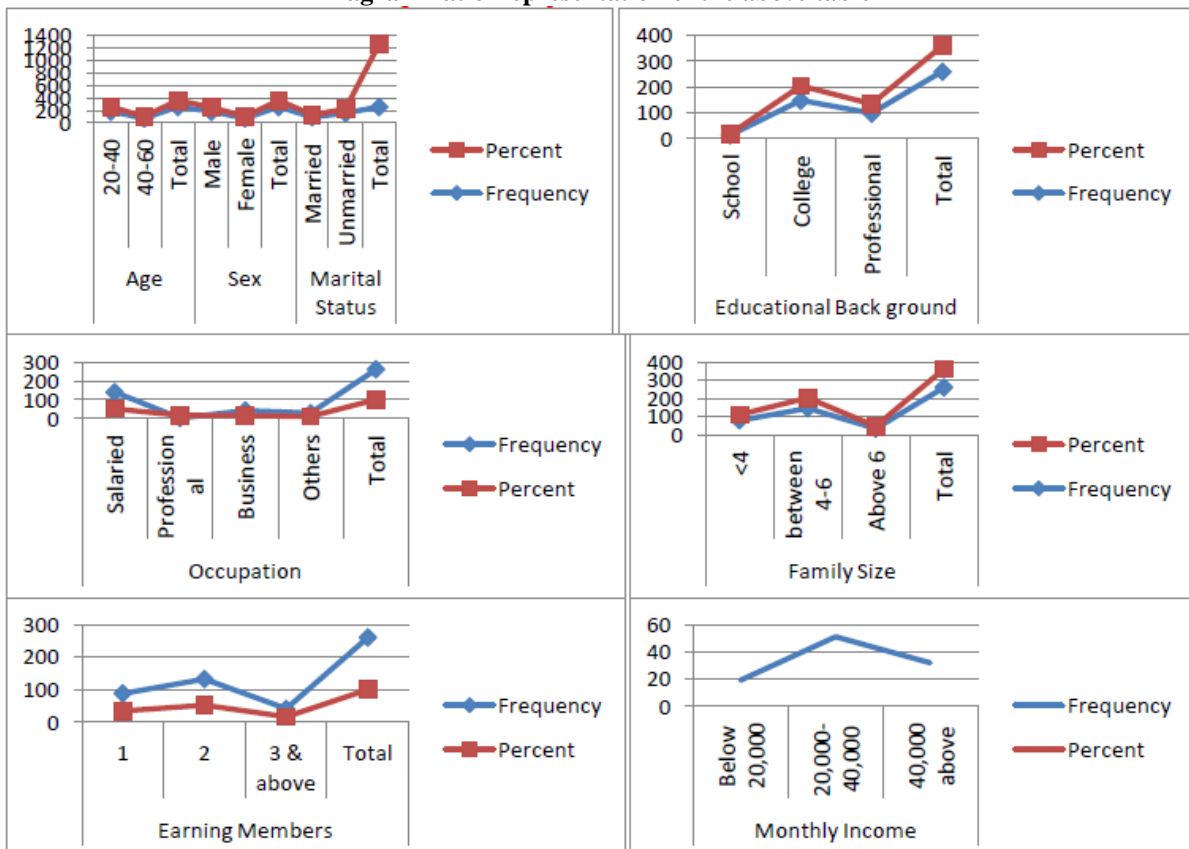 representation of the above table
1400
1200
1000
800
600
400
200
0
20-40
40-60
Total
Male
Female
Total
Married
Unmarried
Total
Age
Sex
Marital
Status
Percent
Frequency
400
300
200
100
0
School
College
Professional
Total
Educational Back ground
Percent
Frequency
300
200
100
0
Salaried
Profession
al
Business
Others
Total
Occupation
Frequency
Percent
400
300
200
100
0
<4
between
4-6
Above 6
Total
Family Size
Percent
Frequency
300
200
100
0
1
2
3 &
above
Total
Earning Members
Frequency
Percent
60
40
20
0
Below
20,000
20,000-
40,000
40,000
above
Monthly Income
Frequency
Percent